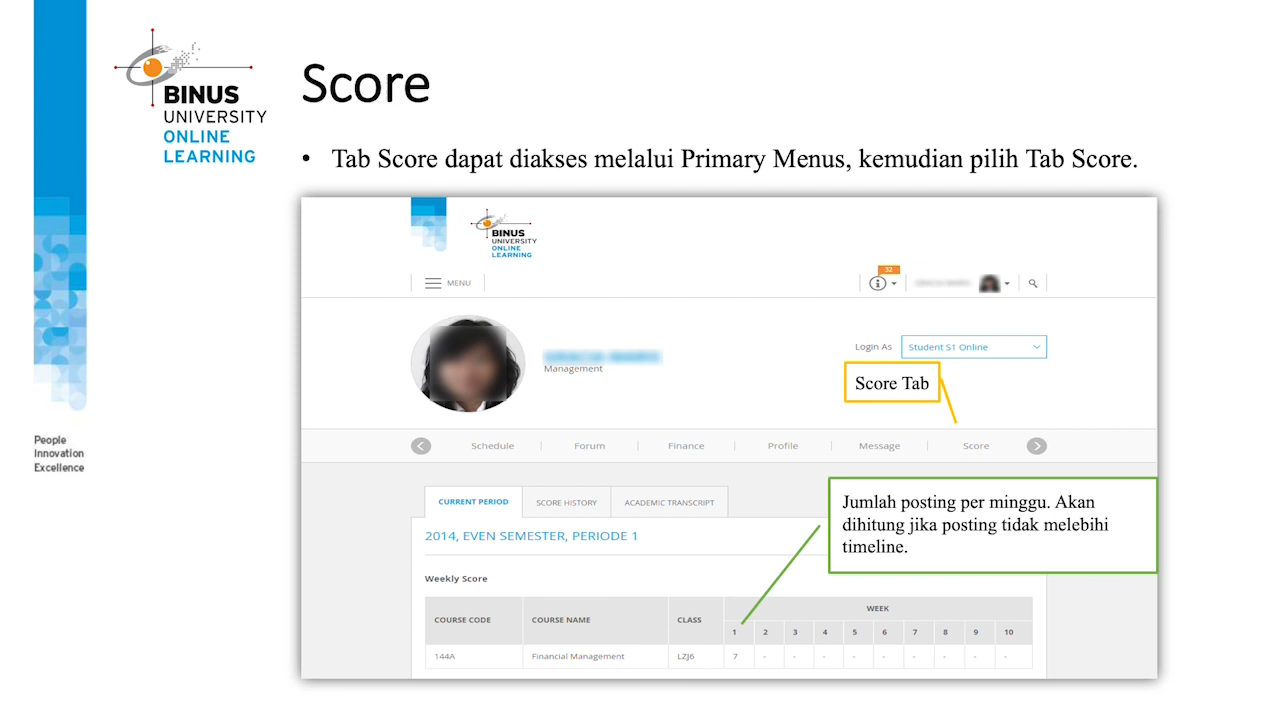 BINUS
UNIVERSITY
ONLINE
LEARNING
Score
• Tab Score dapat diakses melalui Primary Menus, kemudian pilih Tab Score.
BINUS
UNIVERSITY
ONLINE
LEARNING
MENU
32
Management
Login As
Student S1 Online
Score Tab
Schedule
Forum
Finance
Profile
Message
Score
People
Innovation
Excellence
CURRENT PERIOD
SCORE HISTORY
ACADEMIC TRANSCRIPT
Jumlah posting per minggu. Akan
dihitung jika posting tidak melebihi
timeline.
2014, EVEN SEMESTER, PERIODE 1
Weekly Score
COURSE CODE COURSE NAME CLASS WEEK
1 2 3 4 5 6 7 8 9 10
144A Financial Management LZJ6 7 - - - - - - - - -